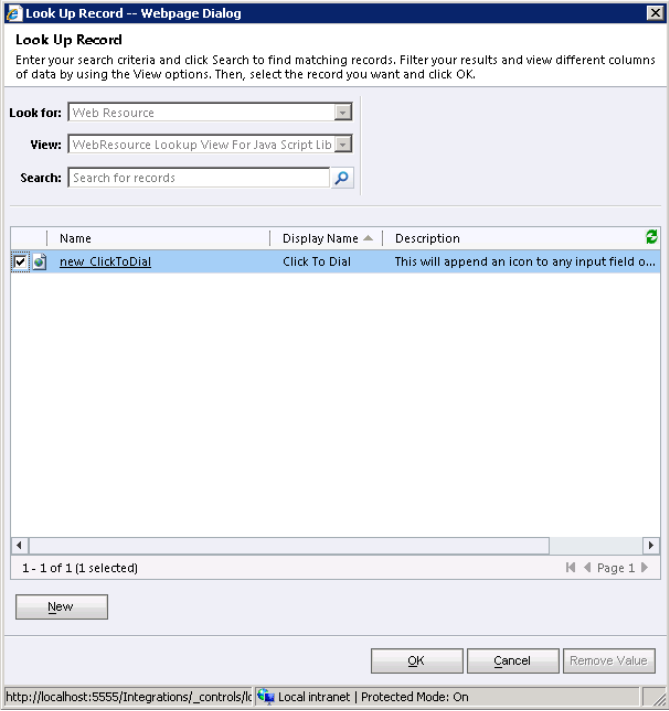 Look Up Record -- Webpage Dialog
Look Up Record
Enter your search criteria and click Search to find matching records. Filter your results and view different columns
of data by using the View options. Then, select the record you want and click OK.
Look for: Web Resource
View: WebResource Lookup View For Java Script Lib
Search: Search for records
Name Display Name Description
new_ClickToDial Click To Dial This will append an icon to any input field o...
1 - 1 of 1 (1 selected) Page 1
New
OK Cancel Remove Value
http://localhost:5555/Integrations/_controls/lc Local intranet | Protected Mode: On